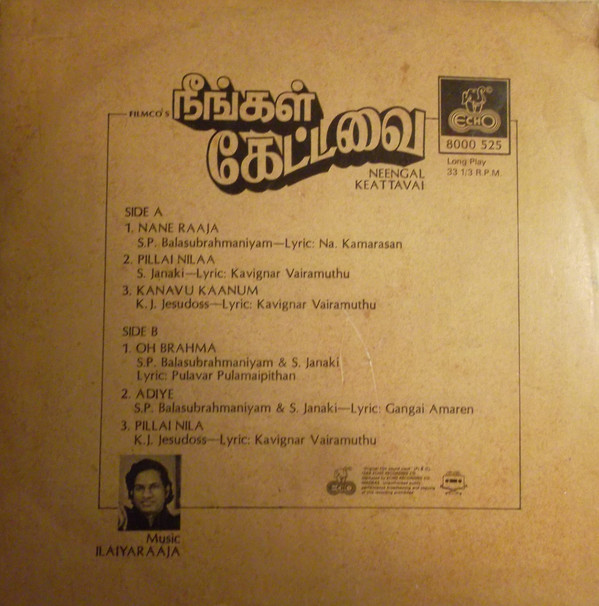 FILMCO'S
நீங்கள்
கேட்டவை
NEENGAL
KEATTAVAI
ECHO
8000 525
Long Play
33 1/3 R.P.M.
SIDE A
1. NANE RAAJA
S.P. Balasubrahmaniyam—Lyric: Na. Kamarasan
2. PILLAI NILAA
S. Janaki—Lyric: Kavignar Vairamuthu
3. KANAVU KAANUM
K.J. Jesudoss—Lyric: Kavignar Vairamuthu
SIDE B
1. OH BRAHMA
S.P. Balasubrahmaniyam & S. Janaki
Lyric: Pulavar Pulamaipithan
2. ADIYE
S.P. Balasubrahmaniyam & S. Janaki—Lyric: Gangai Amaren
3. PILLAI NILA
K.J. Jesudoss—Lyric: Kavignar Vairamuthu
ECHO
Music
ILAIYARAAJA